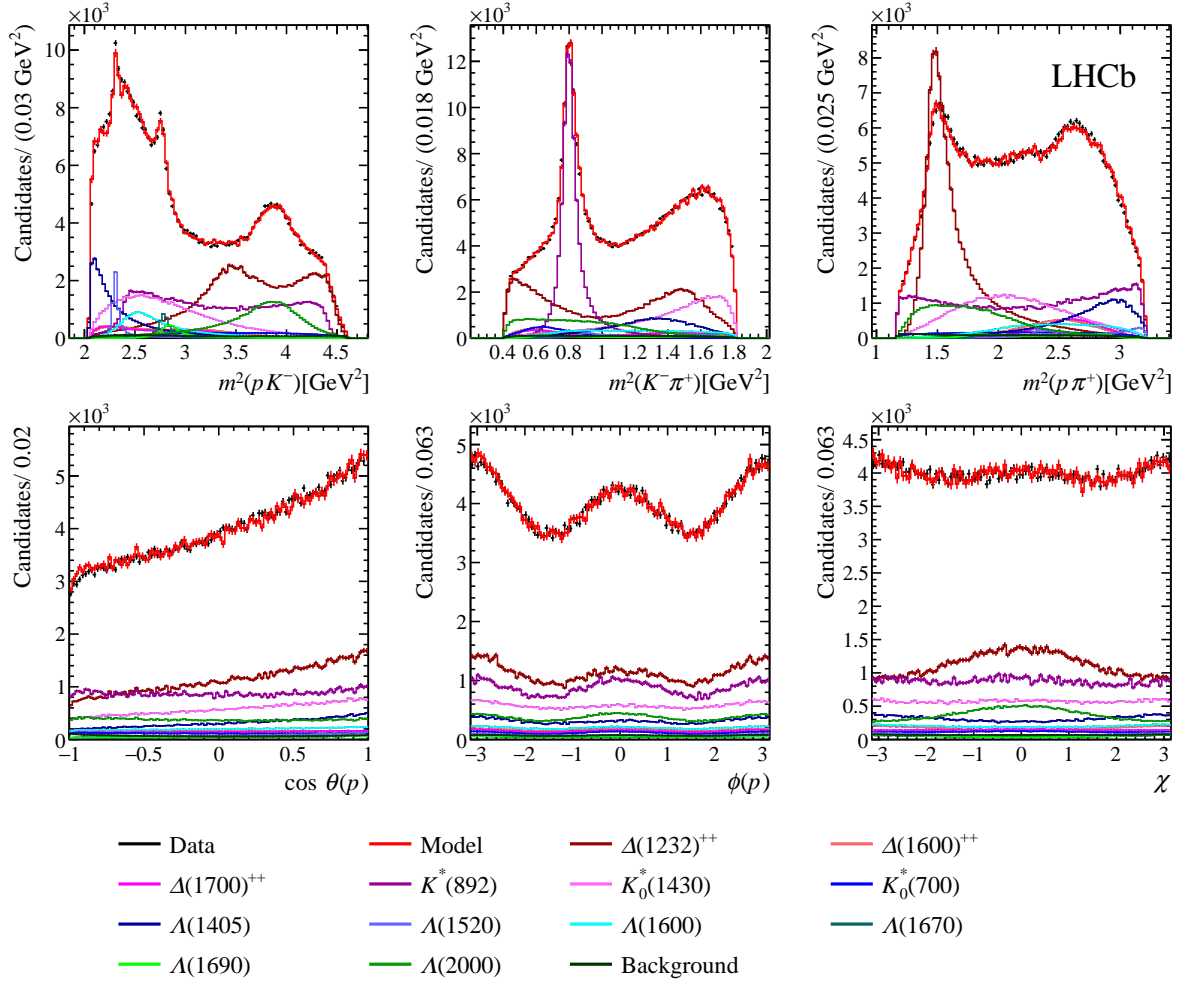 ×10³ ×10³ ×10³
Candidates/ (0.03 GeV²)
10
8
6
4
2
0
2 2.5 3 3.5 4 4.5
m²(pK⁻)[GeV²]
Candidates/ (0.018 GeV²)
12
10
8
6
4
2
0
0.4 0.6 0.8 1 1.2 1.4 1.6 1.8 2
m²(K⁻π⁺)[GeV²]
LHCb
Candidates/ (0.025 GeV²)
8
7
6
5
4
3
2
1
0
1 1.5 2 2.5 3
m²(pπ⁺)[GeV²]
×10³ ×10³ ×10³
Candidates/ 0.02
5
4
3
2
1
0
−1 −0.5 0 0.5 1
cos θ(p)
Candidates/ 0.063
5
4
3
2
1
0
−3 −2 −1 0 1 2 3
ϕ(p)
Candidates/ 0.063
4.5
4
3.5
3
2.5
2
1.5
1
0.5
0
−3 −2 −1 0 1 2 3
χ
Data Model Δ(1232)⁺⁺ Δ(1600)⁺⁺
Δ(1700)⁺⁺ K*(892) K*₀(1430) K*₀(700)
Λ(1405) Λ(1520) Λ(1600) Λ(1670)
Λ(1690) Λ(2000) Background